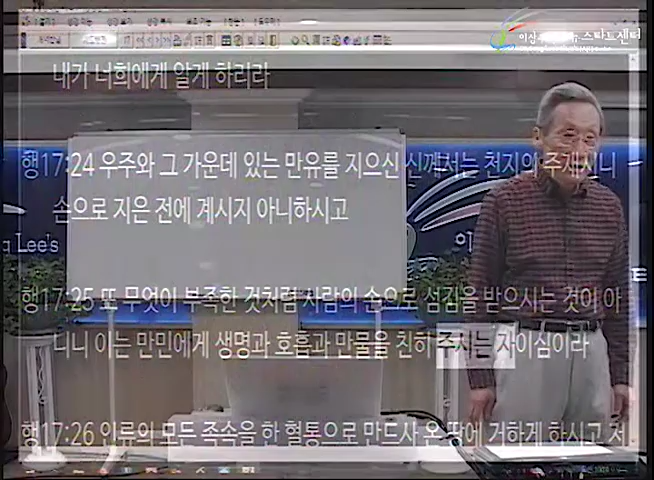 스타트센터
내가 너희에게 알게 하리라
행17:24 우주와 그 가운데 있는 만유를 지으신 신께서는 천지의 주재시니
손으로 지은 전에 계시지 아니하시고
Lee's
행17:25 또 무엇이 부족한 것처럼 사람의 손으로 섬김을 받으시는 것이 아
니니 이는 만민에게 생명과 호흡과 만물을 친히 주시는 자이심이라
행17:26 인류의 모든 족속을 한 혈통으로 만드사 온 땅에 거하게 하시고 저